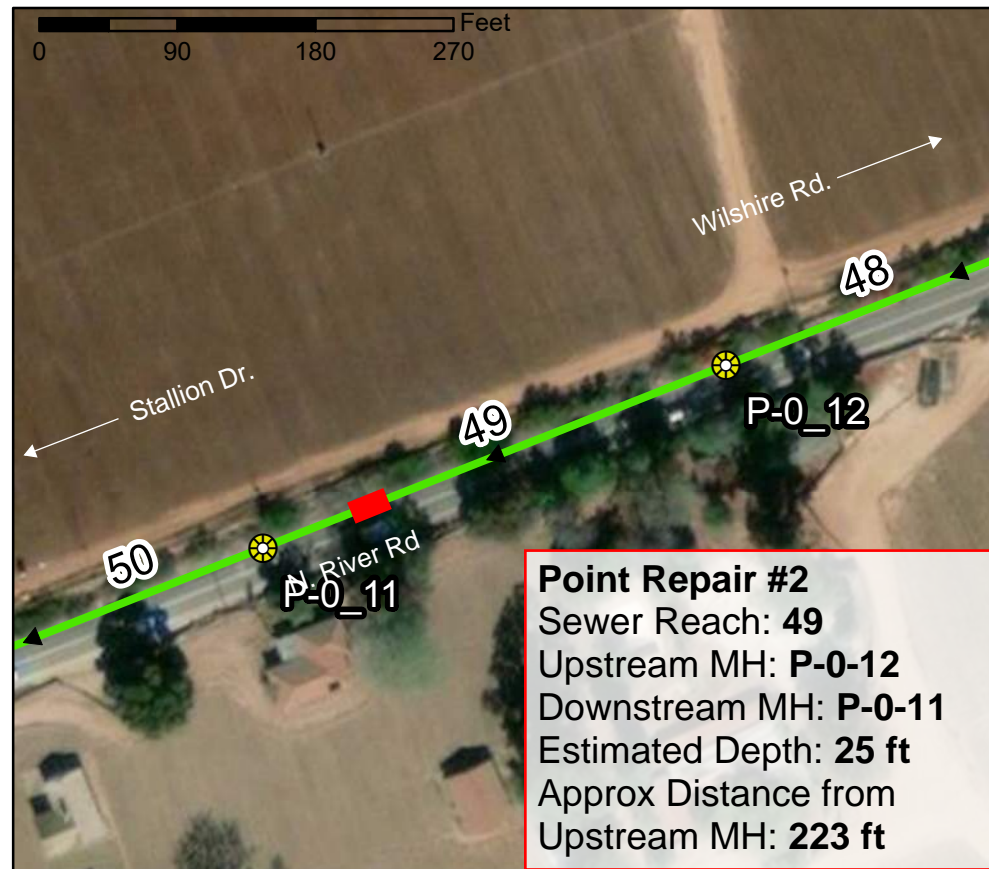 Feet
0 90 180 270
Wilshire Rd.
48
Stallion Dr.
49
P-0_12
50
N. River Rd
P-0_11
Point Repair #2
Sewer Reach: 49
Upstream MH: P-0-12
Downstream MH: P-0-11
Estimated Depth: 25 ft
Approx Distance from
Upstream MH: 223 ft